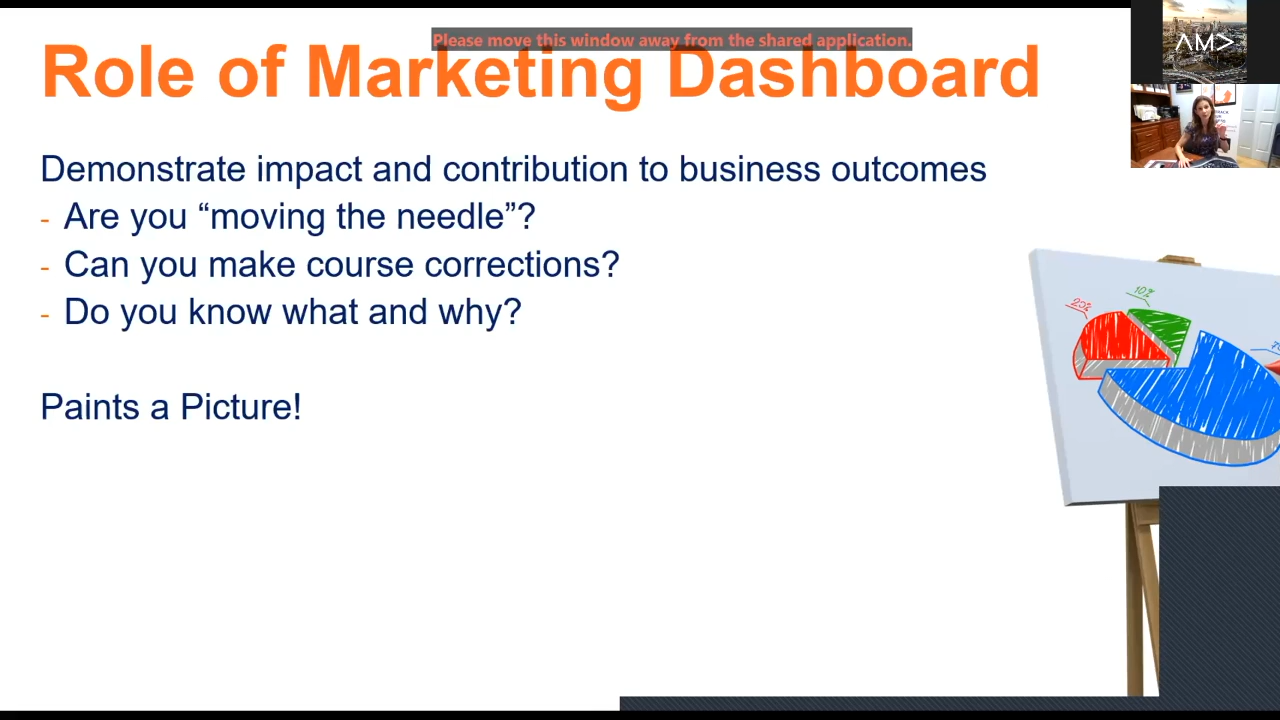 Please move this window away from the shared application.
Role of Marketing Dashboard
Demonstrate impact and contribution to business outcomes
- Are you “moving the needle”?
- Can you make course corrections?
- Do you know what and why?
Paints a Picture!
20%
10%